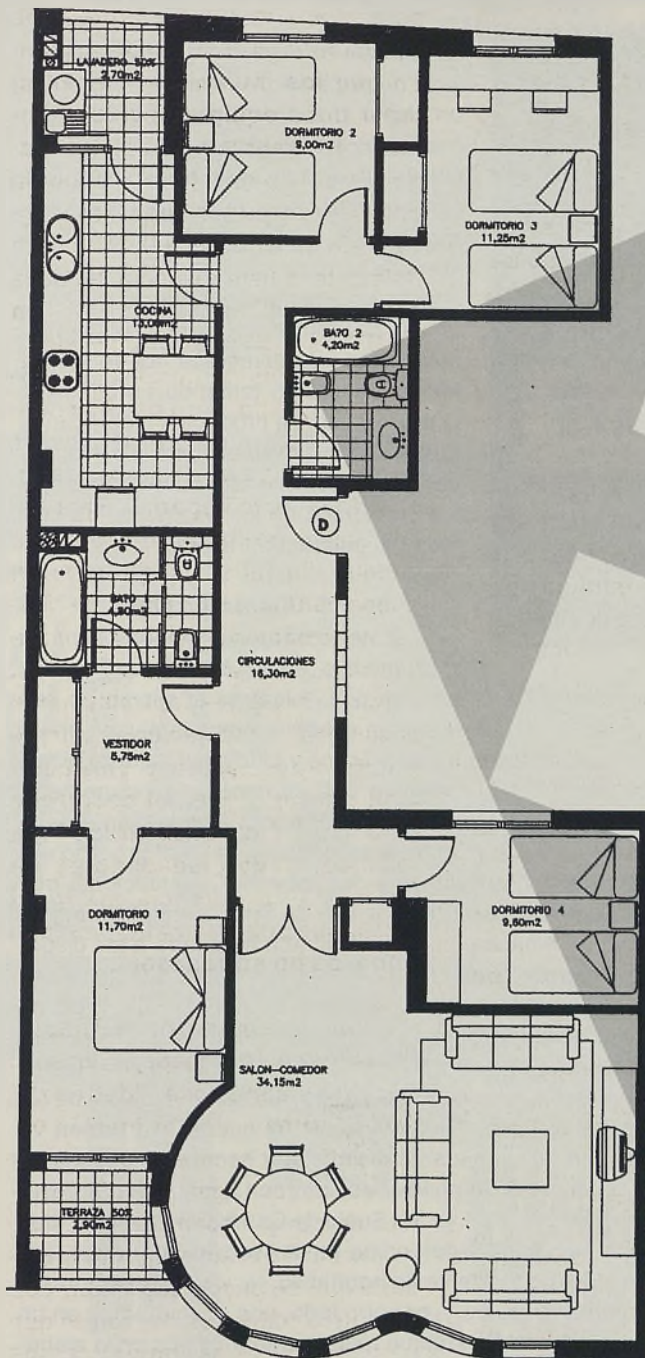 LAVADERO 50%
2,70m2
DORMITORIO 2
9,00m2
DORMITORIO 3
11,25m2
COCINA
13,00m2
BA?O 2
4,20m2
D
BA?O 1
4,80m2
CIRCULACIONES
16,30m2
VESTIDOR
5,75m2
DORMITORIO 1
11,70m2
DORMITORIO 4
9,60m2
SALON-COMEDOR
34,15m2
TERRAZA 50%
2,90m2